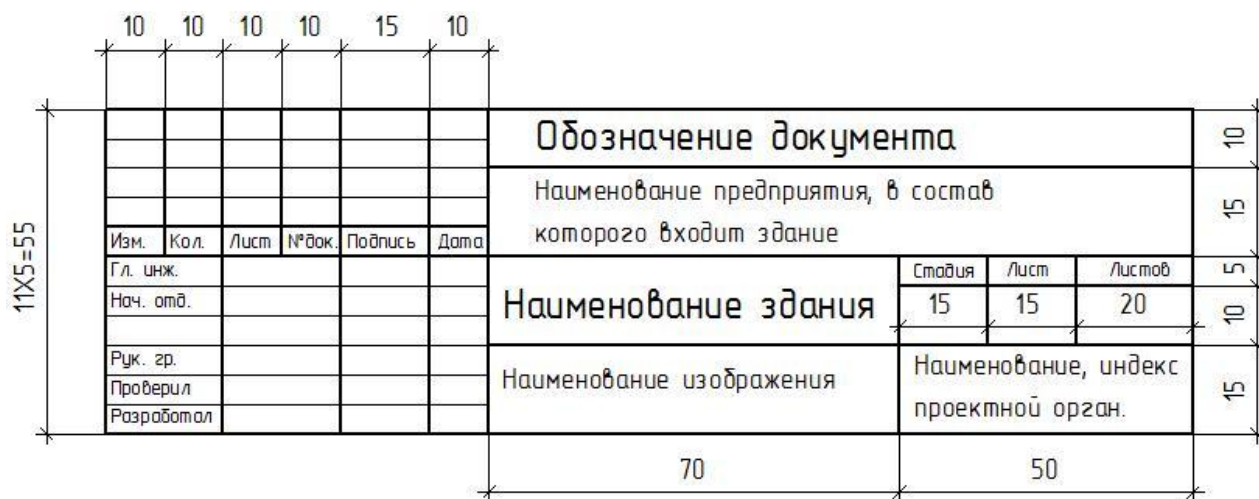 10 10 10 10 15 10
Обозначение документа
10
Наименование предприятия, в состав
которого входит здание
15
11X5=55
Изм. Кол. Лист №док. Подпись Дата
Гл. инж.
Нач. отд.
Рук. гр.
Проверил
Разработал
Наименование здания
Стадия Лист Листов
5
15 15 20
10
Наименование изображения
Наименование, индекс
проектной орган.
15
70 50